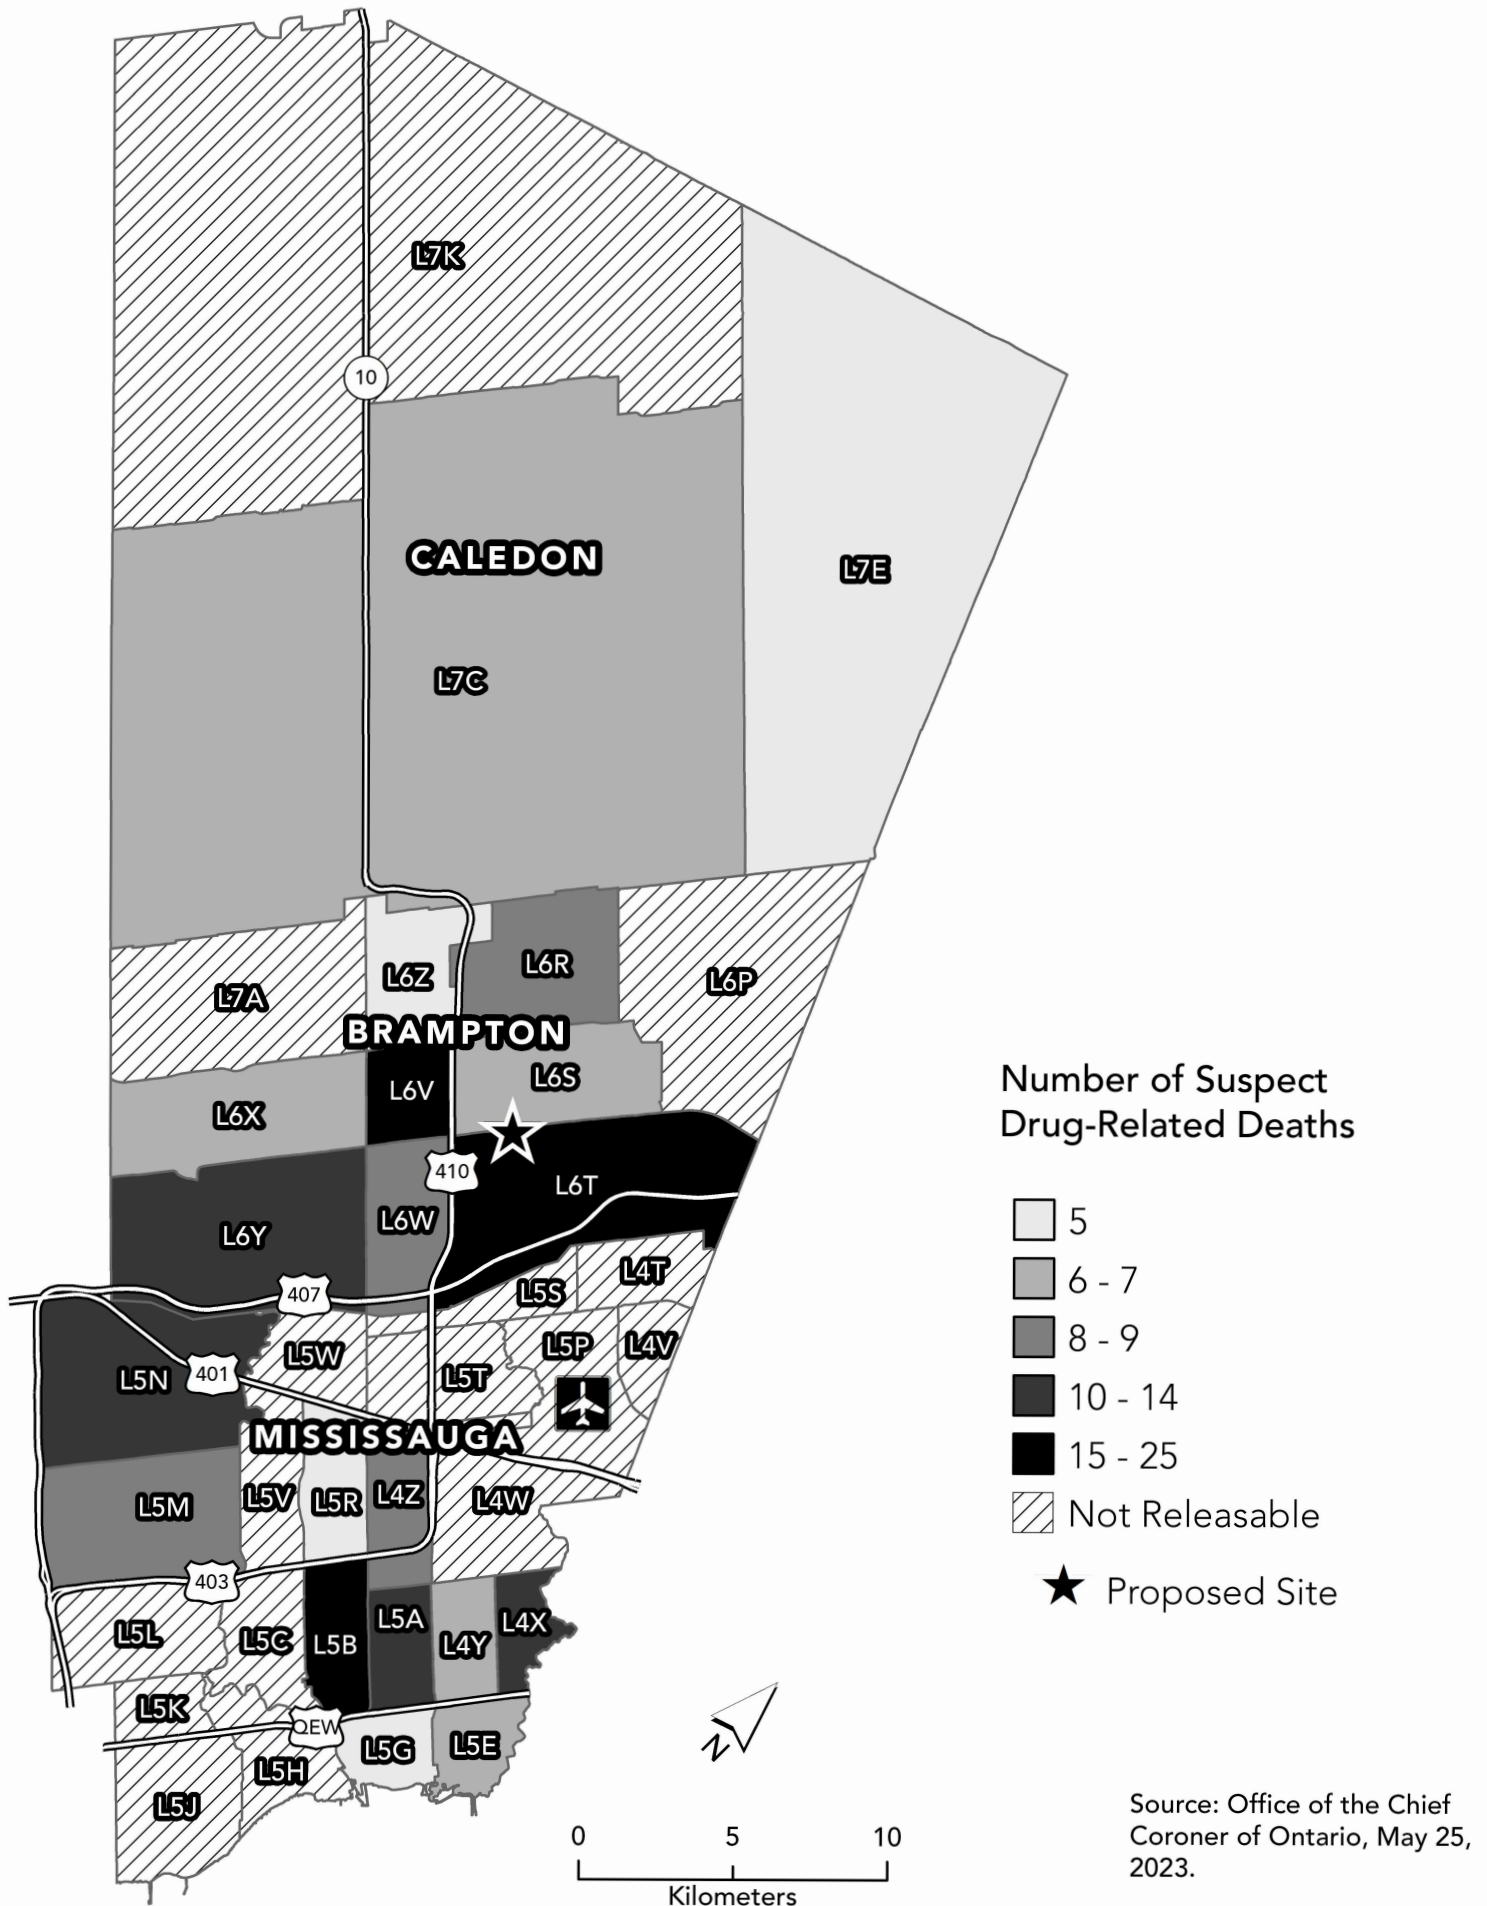 L7K
10
CALEDON
L7E
L7C
L6R
L6Z
L6P
L7A
BRAMPTON
L6S
L6V
L6X
410
L6T
L6W
L6Y
L4T
L5S
407
L5P
L4V
L5W
L5T
401
L5N
MISSISSAUGA
L5M
L5V
L5R
L4Z
L4W
403
L5L
L5C
L5B
L5A
L4Y
L4X
L5K
QEW
L5G
L5E
L5H
L5J
Number of Suspect
Drug-Related Deaths
5
6 - 7
8 - 9
10 - 14
15 - 25
Not Releasable
Proposed Site
N
0 5 10
Kilometers
Source: Office of the Chief
Coroner of Ontario, May 25,
2023.